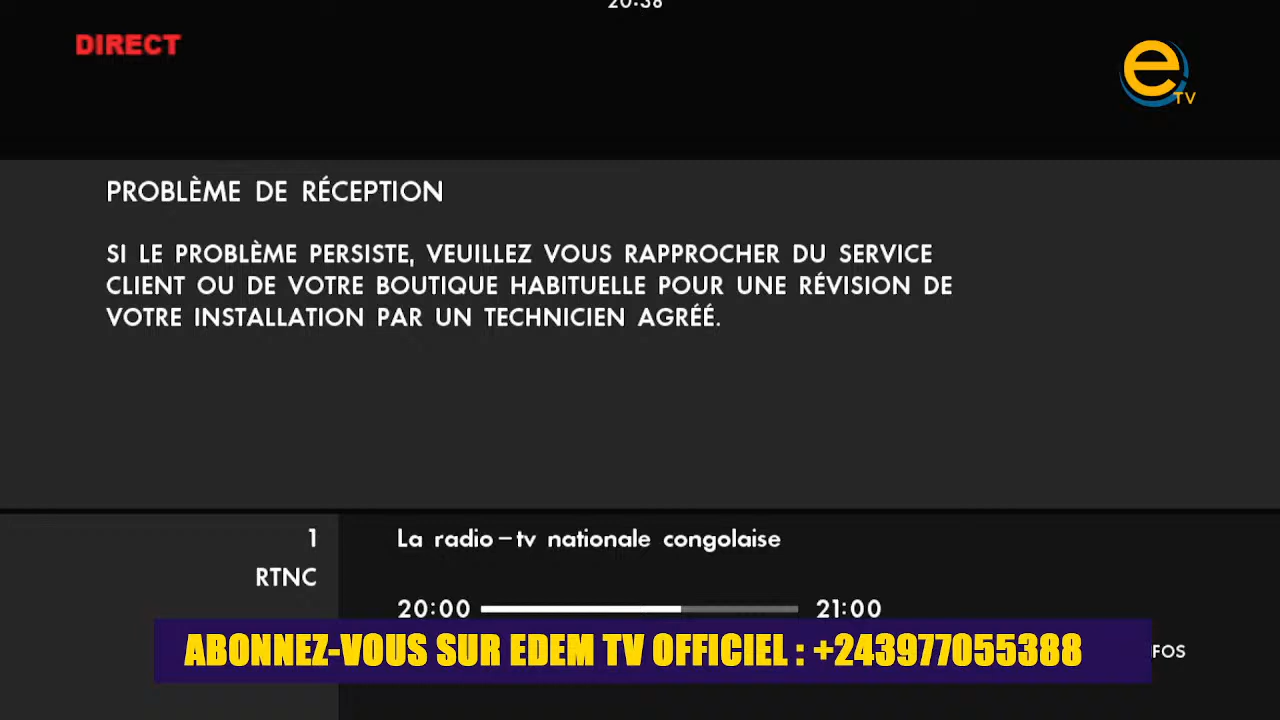 20:38
DIRECT
e TV
PROBLÈME DE RÉCEPTION
SI LE PROBLÈME PERSISTE, VEUILLEZ VOUS RAPPROCHER DU SERVICE
CLIENT OU DE VOTRE BOUTIQUE HABITUELLE POUR UNE RÉVISION DE
VOTRE INSTALLATION PAR UN TECHNICIEN AGRÉÉ.
1
La radio-tv nationale congolaise
RTNC
20:00 21:00
ABONNEZ-VOUS SUR EDEM TV OFFICIEL : +243977055388